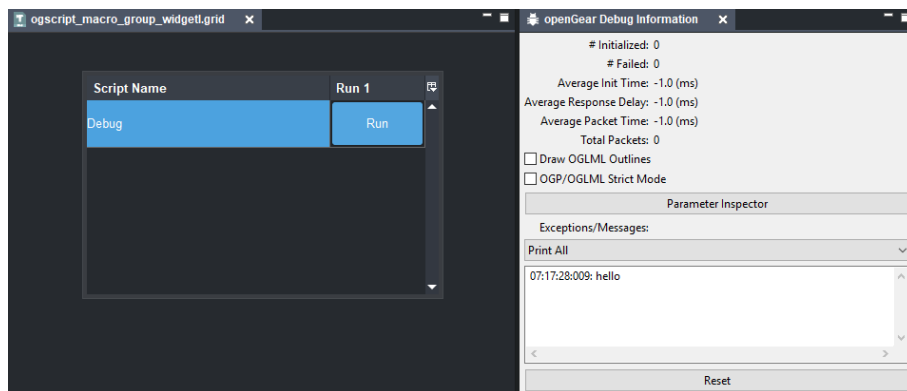 ogscript_macro_group_widgetl.grid
Script Name Run 1
Debug Run
openGear Debug Information
# Initialized: 0
# Failed: 0
Average Init Time: -1.0 (ms)
Average Response Delay: -1.0 (ms)
Average Packet Time: -1.0 (ms)
Total Packets: 0
Draw OGLML Outlines
OGP/OGLML Strict Mode
Parameter Inspector
Exceptions/Messages:
Print All
07:17:28:009: hello
Reset